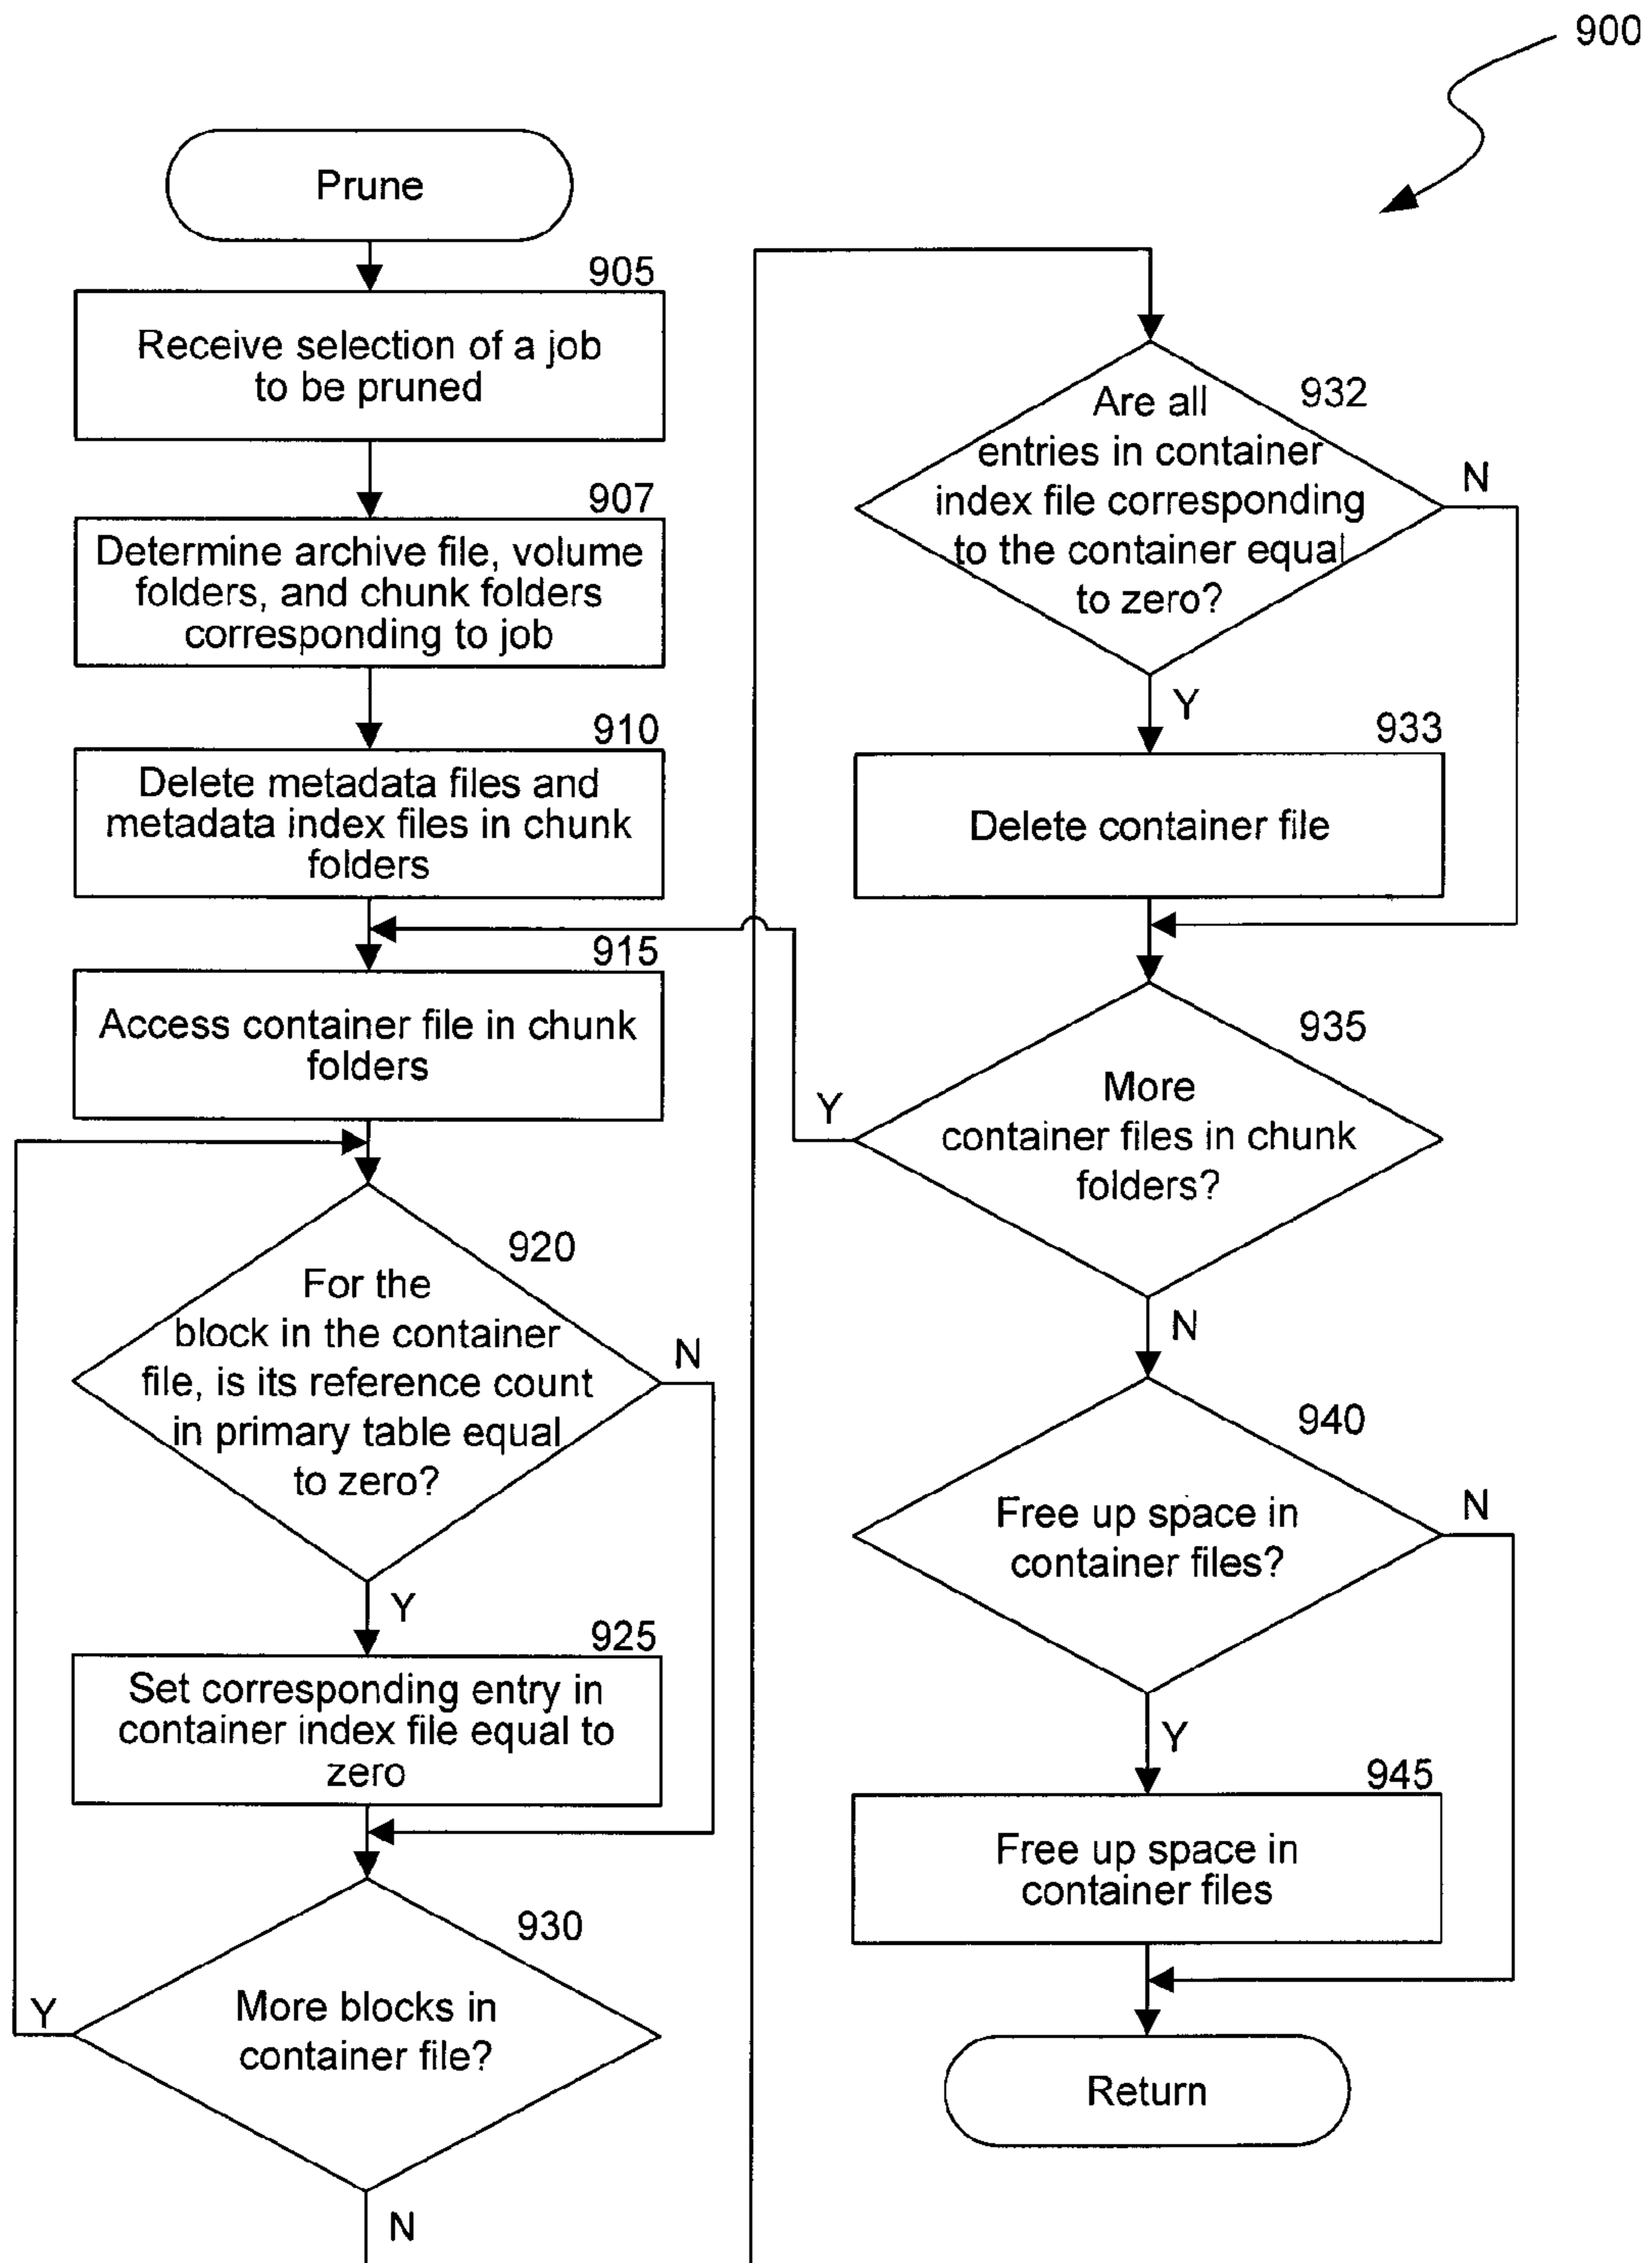 900
Prune
905
Receive selection of a job
to be pruned
907
Determine archive file, volume
folders, and chunk folders
corresponding to job
910
Delete metadata files and
metadata index files in chunk
folders
915
Access container file in chunk
folders
920
For the
block in the container
file, is its reference count
in primary table equal
to zero?
N
Y
925
Set corresponding entry in
container index file equal to
zero
930
More blocks in
container file?
Y
N
932
Are all
entries in container
index file corresponding
to the container equal
to zero?
N
Y
933
Delete container file
935
More
container files in chunk
folders?
Y
N
940
Free up space in
container files?
N
Y
945
Free up space in
container files
Return